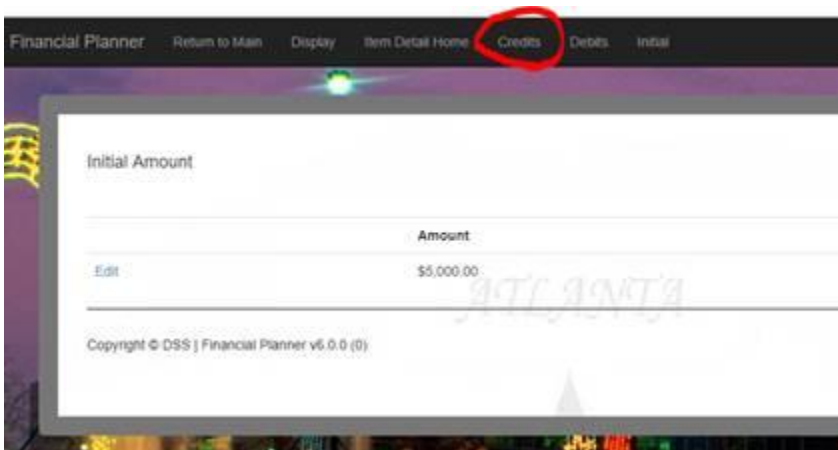 Financial Planner Return to Main Display Item Detail Home Credits Debits Initial
Initial Amount
Amount
Edit $5,000.00
ATLANTA
Copyright © DSS | Financial Planner v6.0.0 (0)